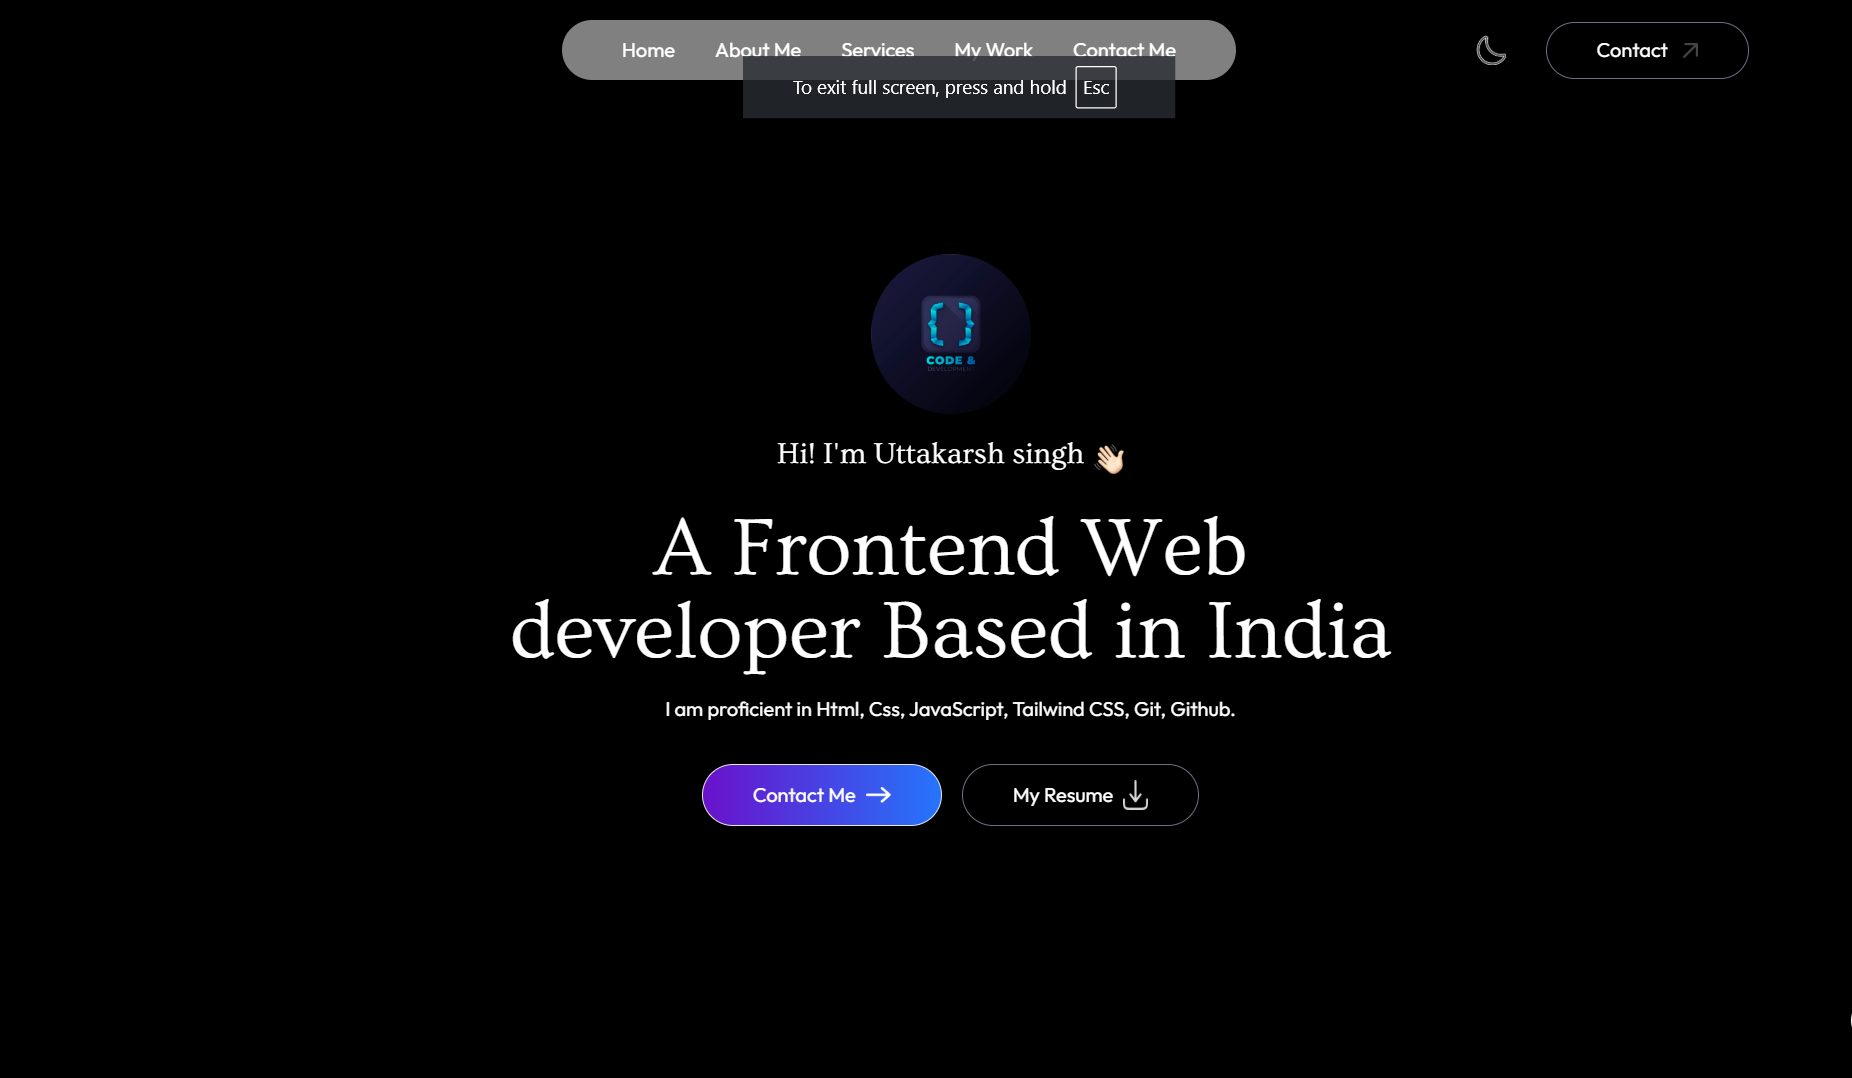 Home About Me Services My Work Contact Me
Contact
To exit full screen, press and hold Esc
CODE &
DEVELOPMENT
Hi! I'm Uttakarsh singh
A Frontend Web
developer Based in India
I am proficient in Html, Css, JavaScript, Tailwind CSS, Git, Github.
Contact Me
My Resume